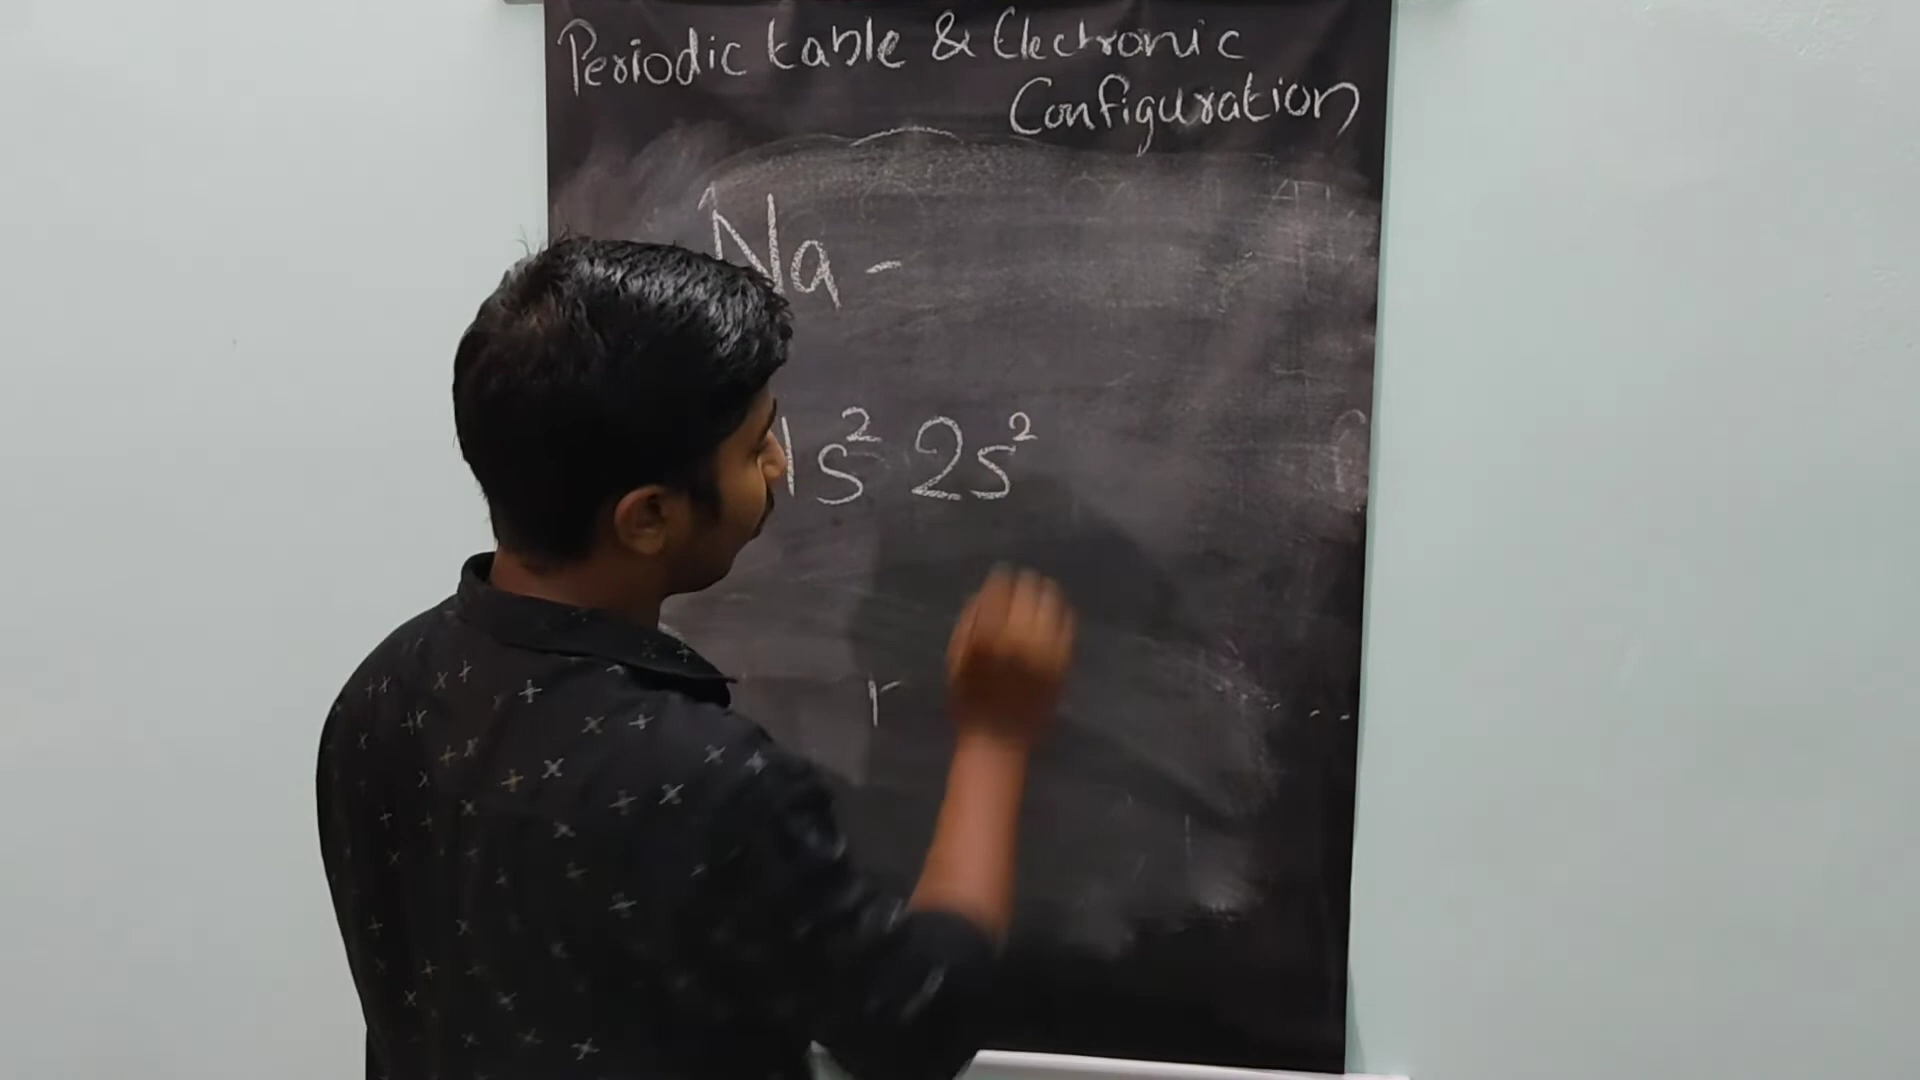 Periodic table & Electronic
Configuration
Na -
1s² 2s²